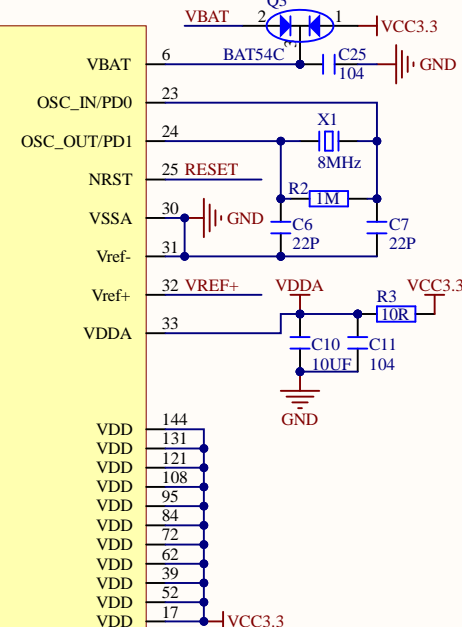 Q3
VBAT 2 1 VCC3.3
VBAT 6 BAT54C 3 C25 GND
104
OSC_IN/PD0 23
X1
OSC_OUT/PD1 24
8MHz
NRST 25 RESET
R2 1M
VSSA 30 GND C6 C7
22P 22P
Vref- 31
Vref+ 32 VREF+ VDDA VCC3.3
R3
10R
VDDA 33
C10 C11
10UF 104
GND
VDD 144
VDD 131
VDD 121
VDD 108
VDD 95
VDD 84
VDD 72
VDD 62
VDD 39
VDD 52
VDD 17 VCC3.3